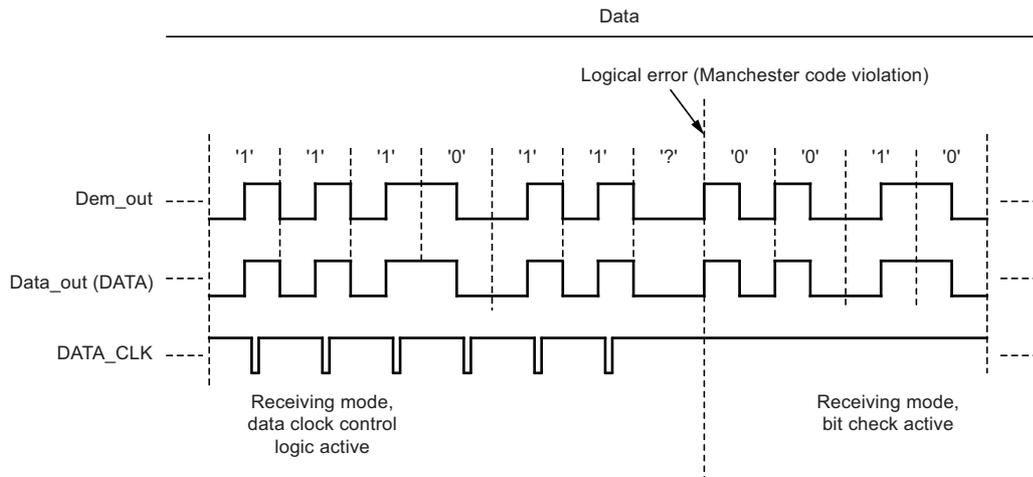 Data
Logical error (Manchester code violation)
'1' '1' '1' '0' '1' '1' '?' '0' '0' '1' '0'
Dem_out
Data_out (DATA)
DATA_CLK
Receiving mode,
data clock control
logic active
Receiving mode,
bit check active